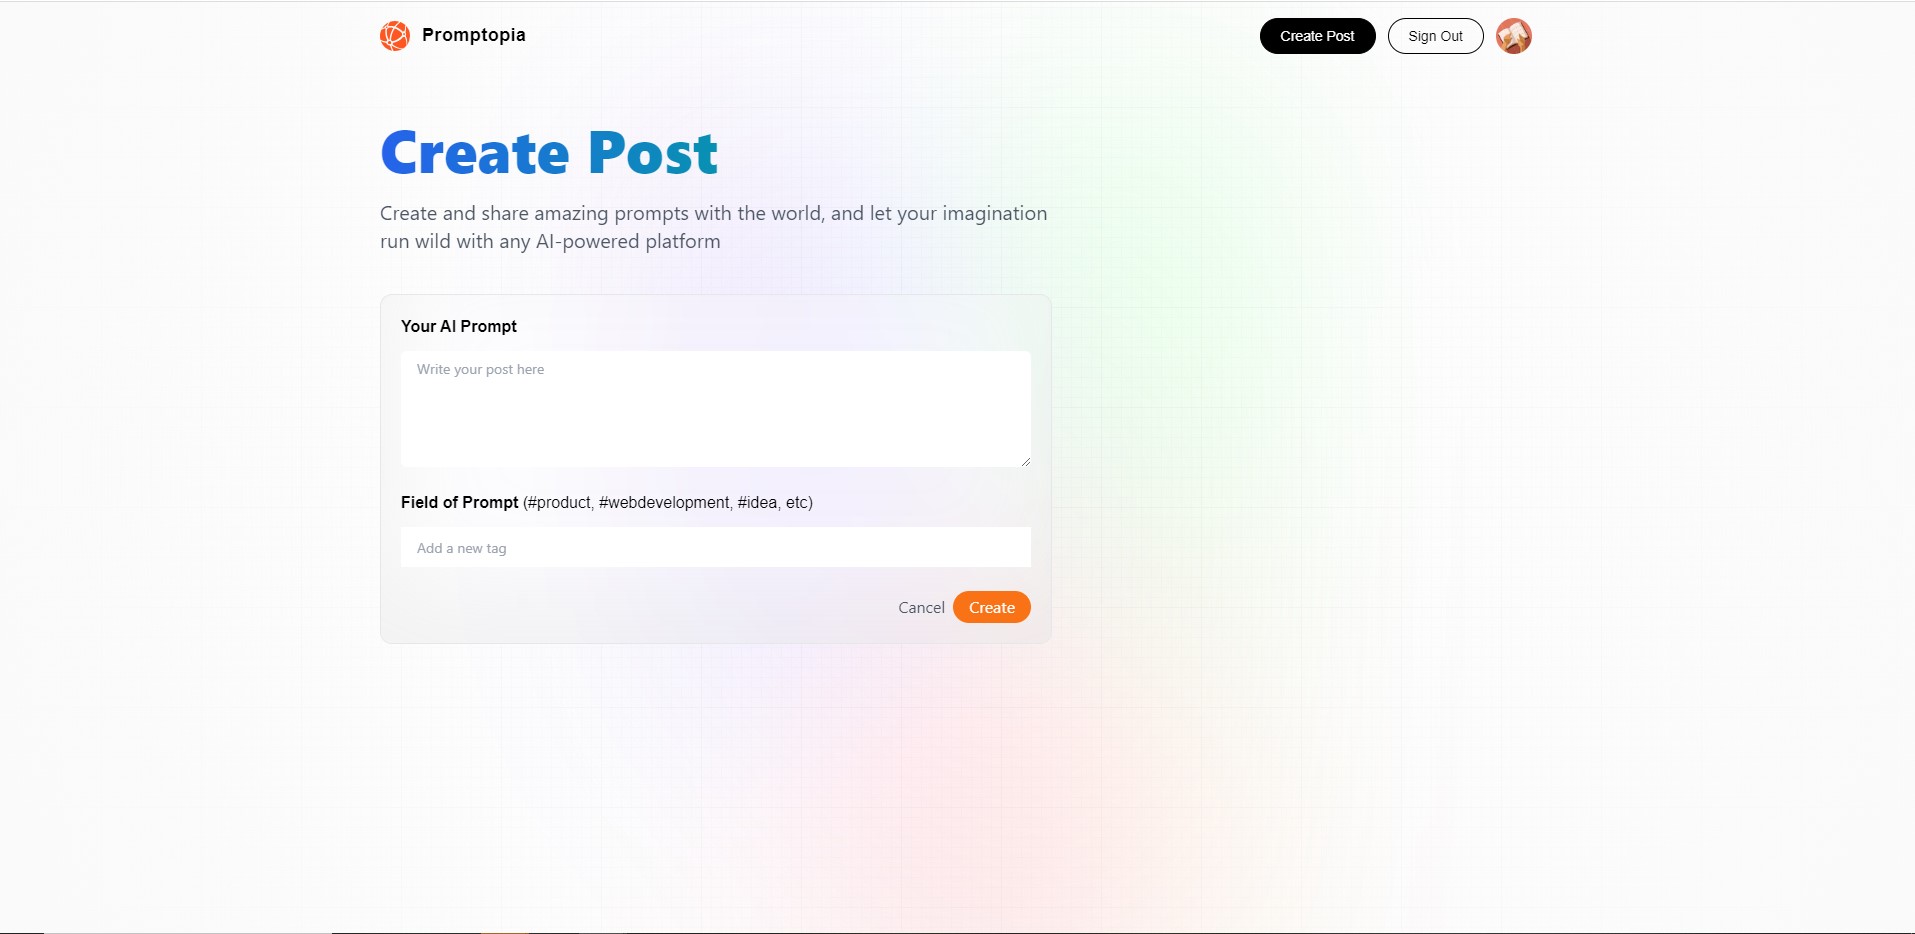 Promptopia
Create Post
Sign Out
Create Post
Create and share amazing prompts with the world, and let your imagination
run wild with any AI-powered platform
Your AI Prompt
Write your post here
Field of Prompt (#product, #webdevelopment, #idea, etc)
Add a new tag
Cancel
Create